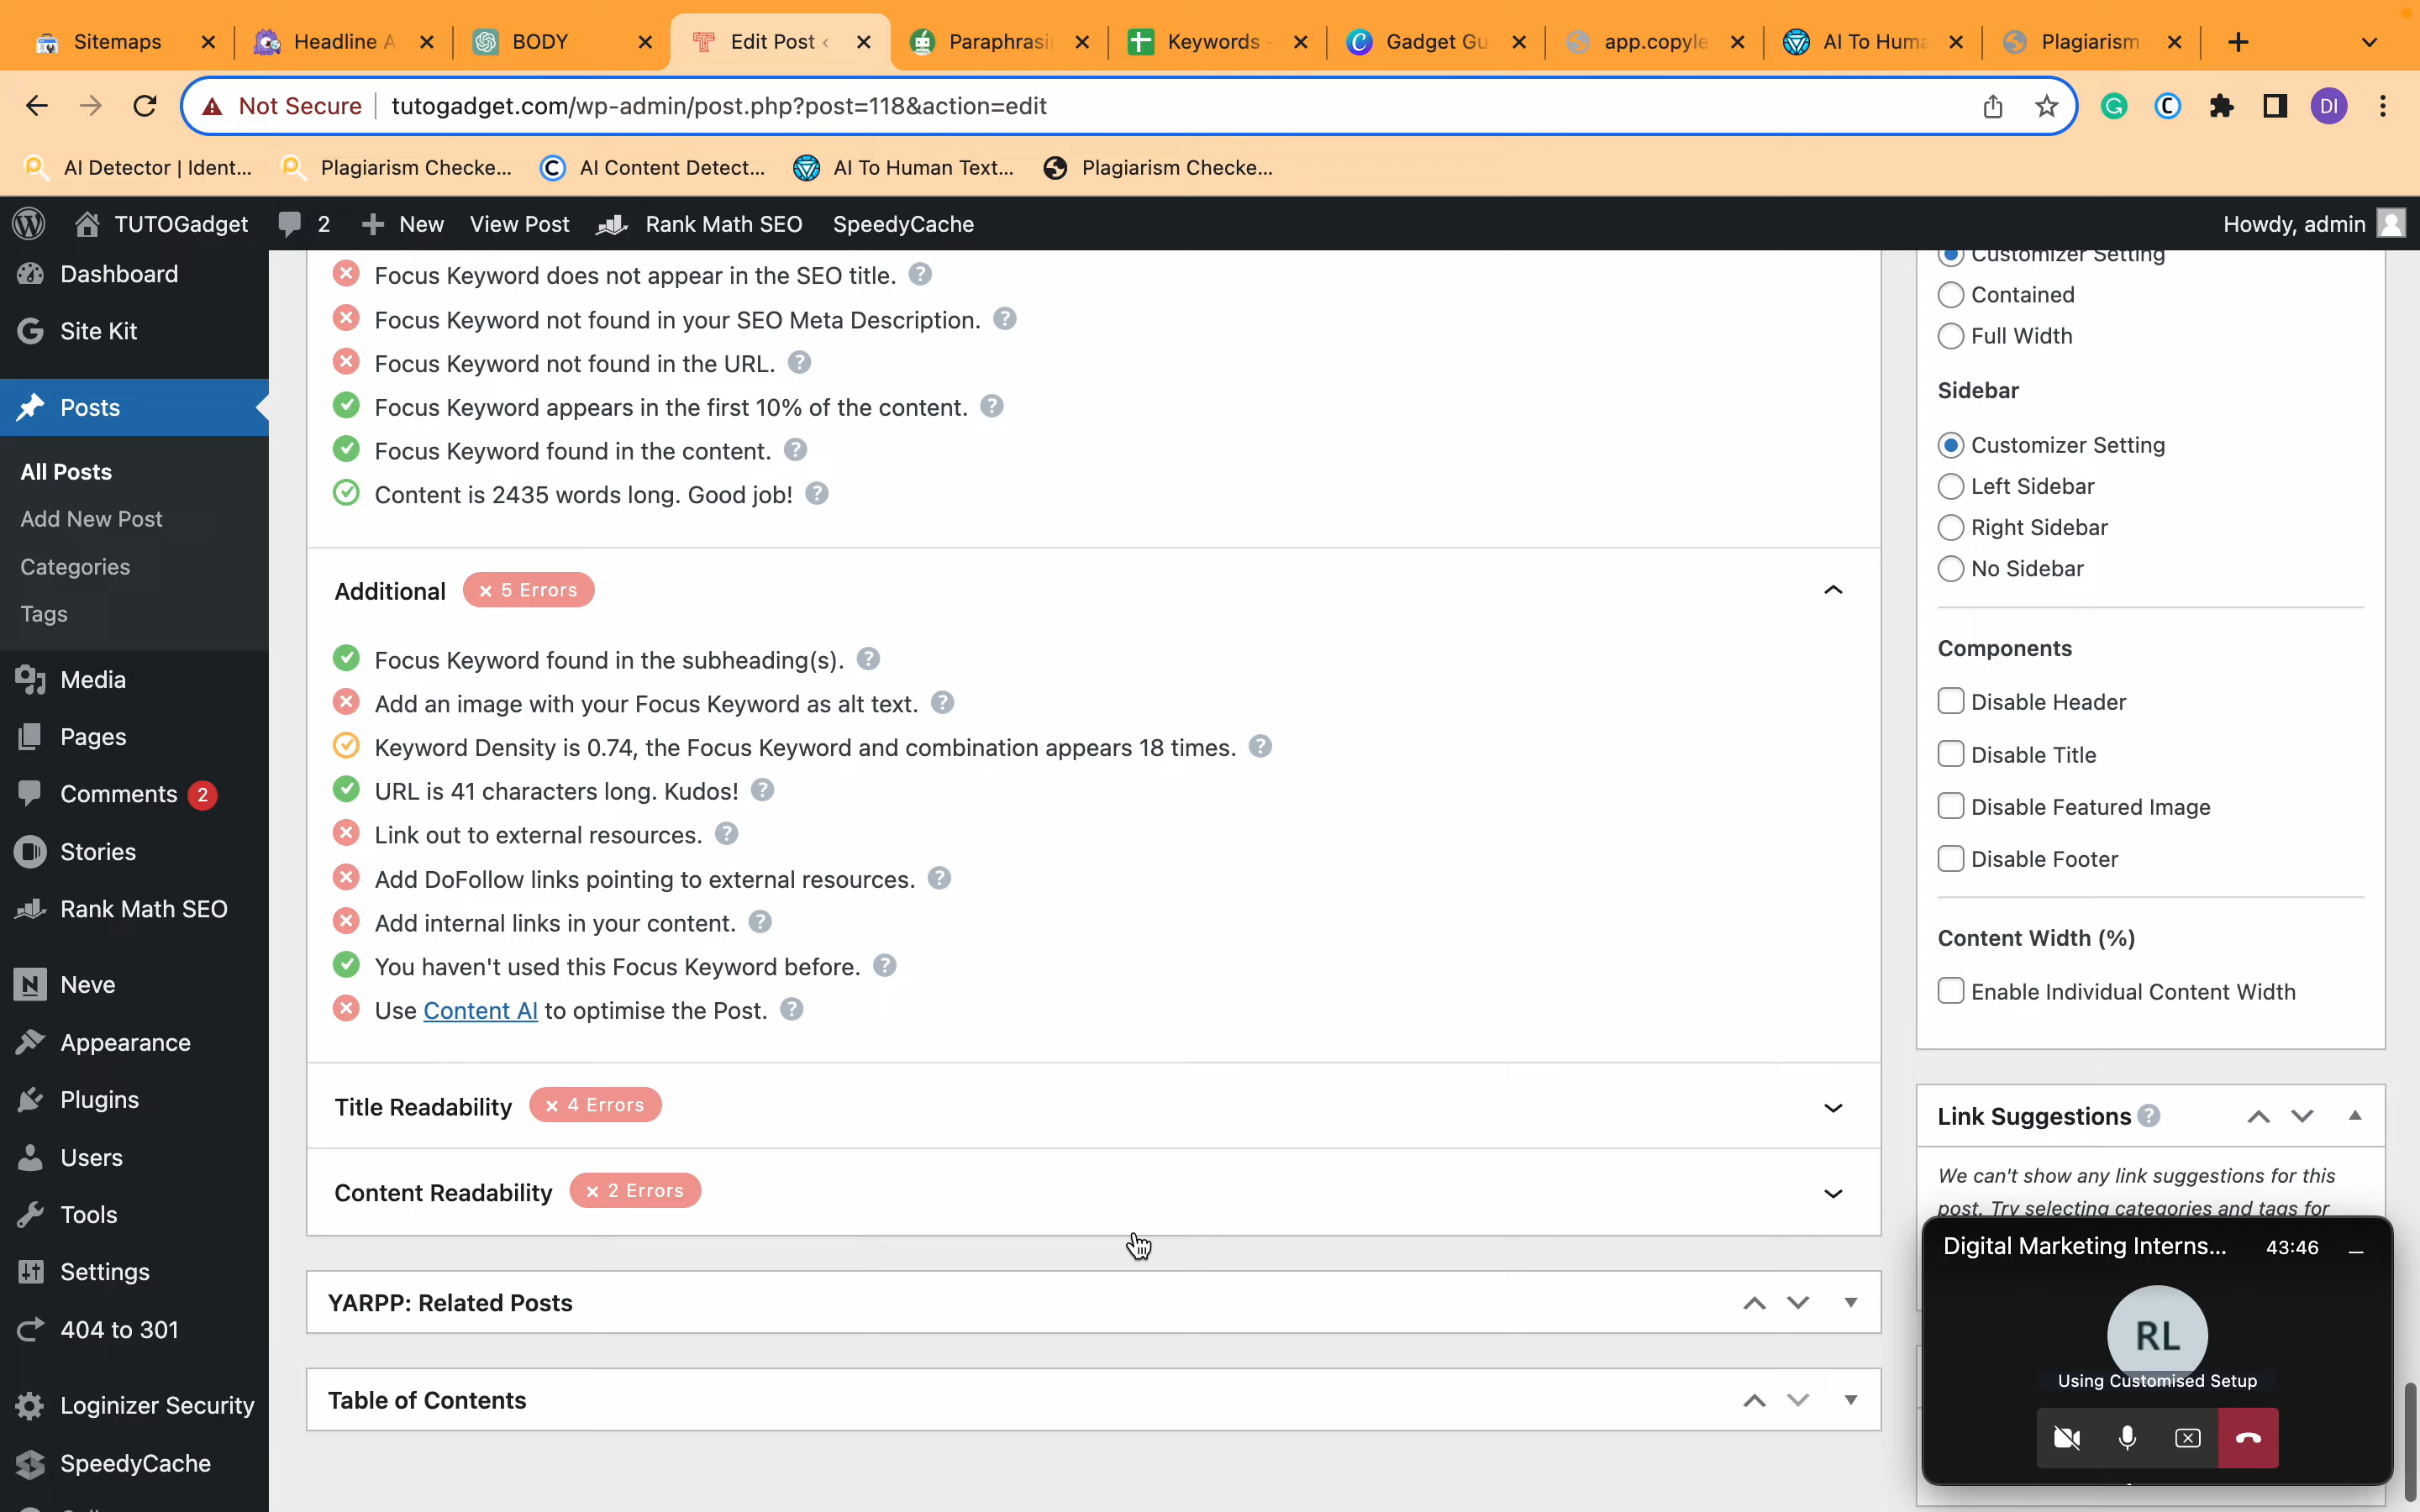 Sitemaps
Headline A
BODY
Edit Post ‹
Paraphrasi
Keywords -
Gadget Gu
app.copyle
AI To Huma
Plagiarism
Not Secure
tutogadget.com/wp-admin/post.php?post=118&action=edit
DI
AI Detector | Ident...
Plagiarism Checke...
AI Content Detect...
AI To Human Text...
Plagiarism Checke...
TUTOGadget
2
New
View Post
Rank Math SEO
SpeedyCache
Howdy, admin
Dashboard
Site Kit
Posts
All Posts
Add New Post
Categories
Tags
Media
Pages
Comments 2
Stories
Rank Math SEO
Neve
Appearance
Plugins
Users
Tools
Settings
404 to 301
Loginizer Security
SpeedyCache
Focus Keyword does not appear in the SEO title.
Focus Keyword not found in your SEO Meta Description.
Focus Keyword not found in the URL.
Focus Keyword appears in the first 10% of the content.
Focus Keyword found in the content.
Content is 2435 words long. Good job!
Additional × 5 Errors
Focus Keyword found in the subheading(s).
Add an image with your Focus Keyword as alt text.
Keyword Density is 0.74, the Focus Keyword and combination appears 18 times.
URL is 41 characters long. Kudos!
Link out to external resources.
Add DoFollow links pointing to external resources.
Add internal links in your content.
You haven't used this Focus Keyword before.
Use Content AI to optimise the Post.
Title Readability × 4 Errors
Content Readability × 2 Errors
YARPP: Related Posts
Table of Contents
Customizer Setting
Contained
Full Width
Sidebar
Customizer Setting
Left Sidebar
Right Sidebar
No Sidebar
Components
Disable Header
Disable Title
Disable Featured Image
Disable Footer
Content Width (%)
Enable Individual Content Width
Link Suggestions
We can't show any link suggestions for this
post. Try selecting categories and tags for
Digital Marketing Interns... 43:46
RL
Using Customised Setup